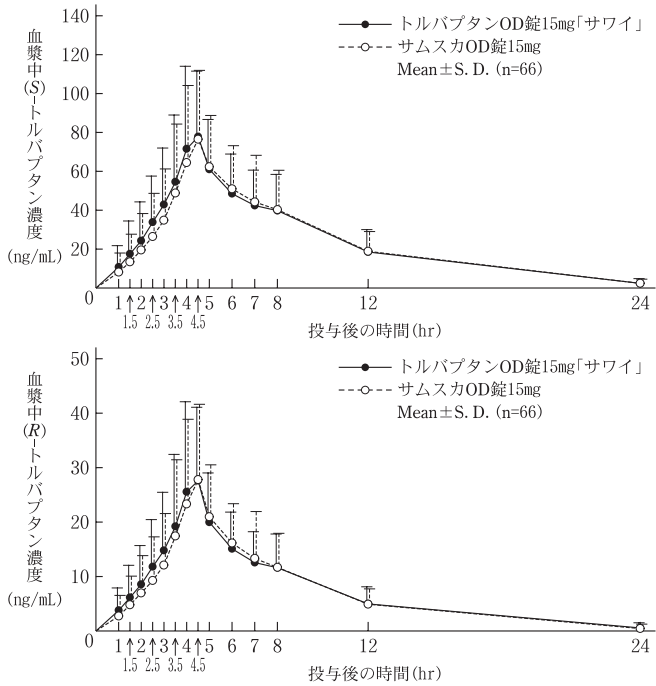 140
120
100
80
60
40
20
0
血漿中(S)-トルバプタン濃度
(ng/mL)
トルバプタンOD錠15mg「サワイ」
サムスカOD錠15mg
Mean±S. D. (n=66)
1 2 3 4 5 6 7 8 12 24
1.5 2.5 3.5 4.5
投与後の時間(hr)
50
40
30
20
10
0
血漿中(R)-トルバプタン濃度
(ng/mL)
トルバプタンOD錠15mg「サワイ」
サムスカOD錠15mg
Mean±S. D. (n=66)
1 2 3 4 5 6 7 8 12 24
1.5 2.5 3.5 4.5
投与後の時間(hr)